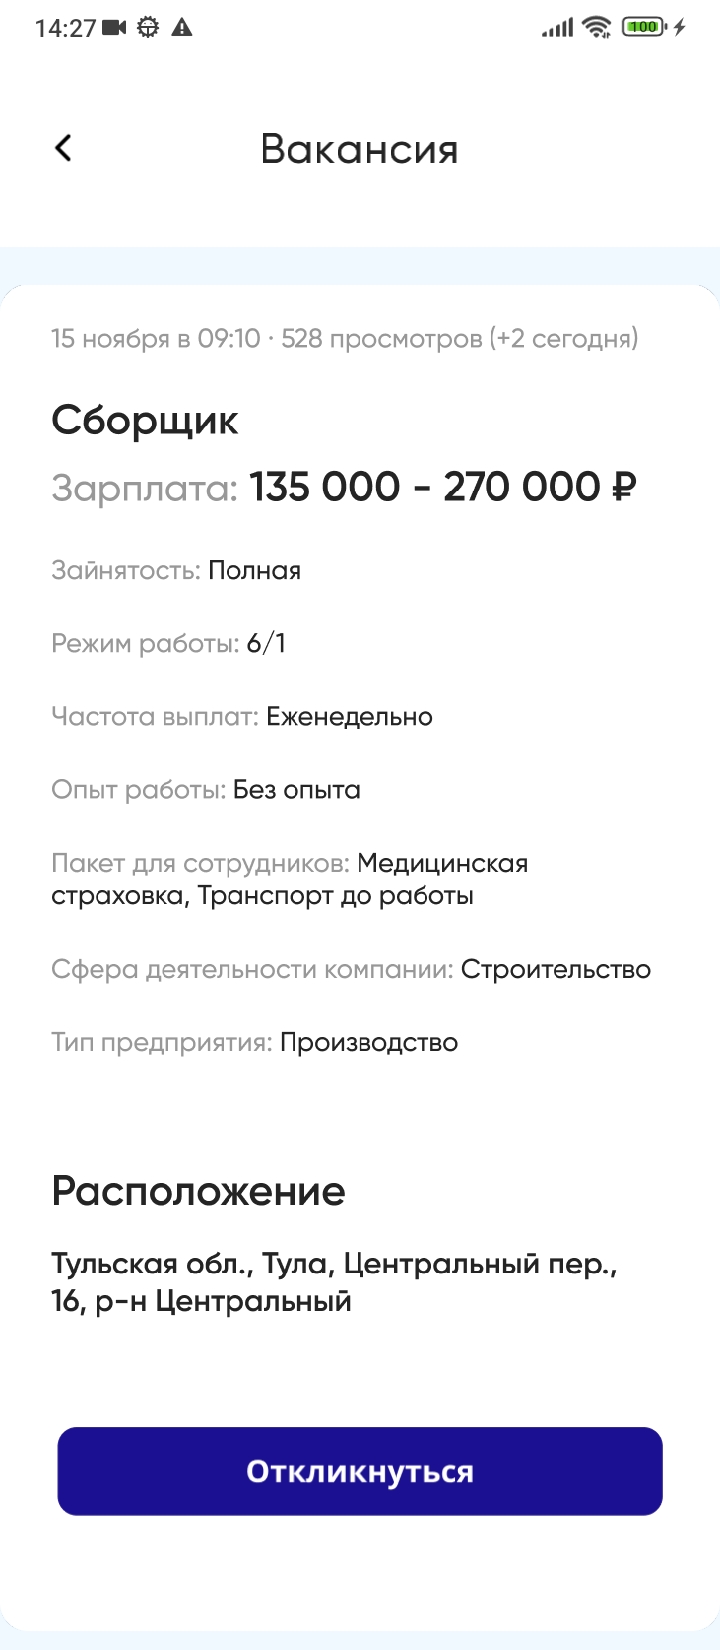 14:27
100
Вакансия
15 ноября в 09:10 · 528 просмотров (+2 сегодня)
Сборщик
Зарплата: 135 000 - 270 000 ₽
Зайнятость: Полная
Режим работы: 6/1
Частота выплат: Еженедельно
Опыт работы: Без опыта
Пакет для сотрудников: Медицинская
страховка, Транспорт до работы
Сфера деятельности компании: Строительство
Тип предприятия: Производство
Расположение
Тульская обл., Тула, Центральный пер.,
16, р-н Центральный
Откликнуться